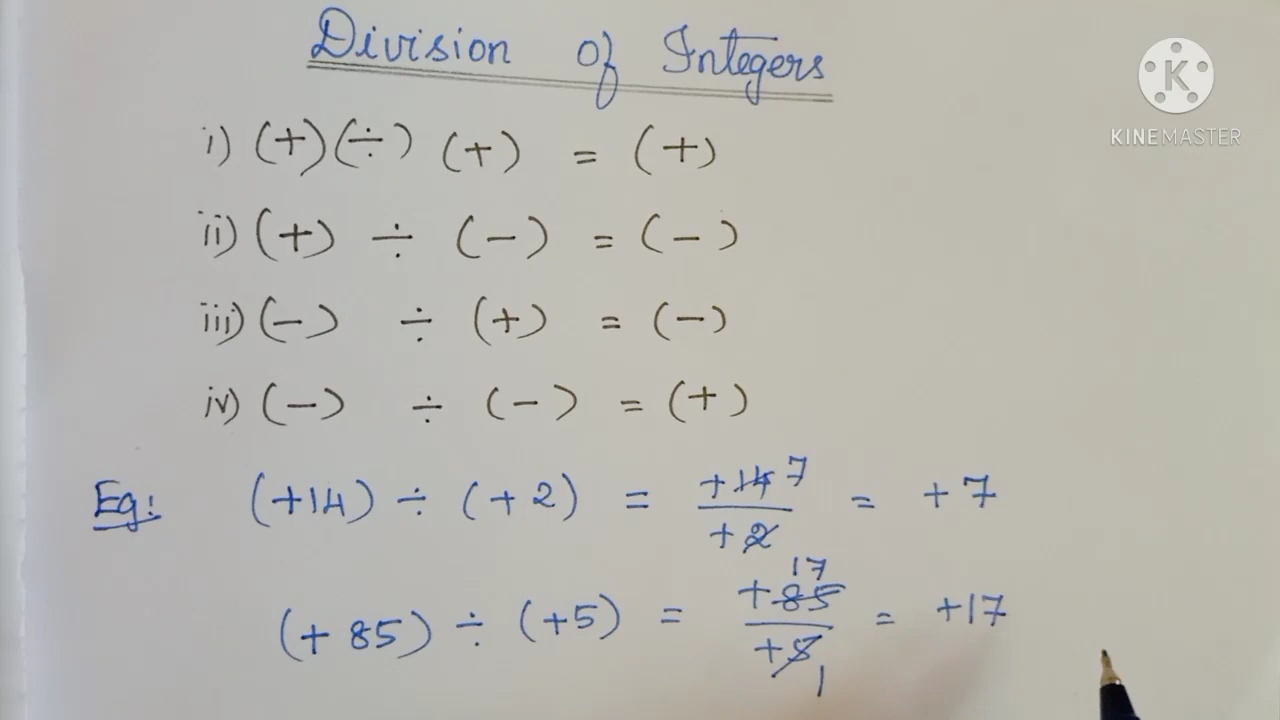 Division of Integers
K
KINEMASTER
i) (+) (÷) (+) = (+)
ii) (+) ÷ (-) = (-)
iii) (-) ÷ (+) = (-)
iv) (-) ÷ (-) = (+)
Eg: (+14) ÷ (+2) = +14 7 / +2 = +7
(+85) ÷ (+5) = +85 17 / +5 1 = +17